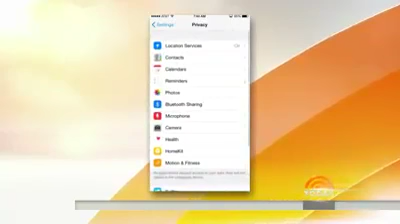 Settings
Privacy
Location Services
Contacts
Calendars
Reminders
Photos
Bluetooth Sharing
Microphone
Camera
Health
HomeKit
Motion & Fitness